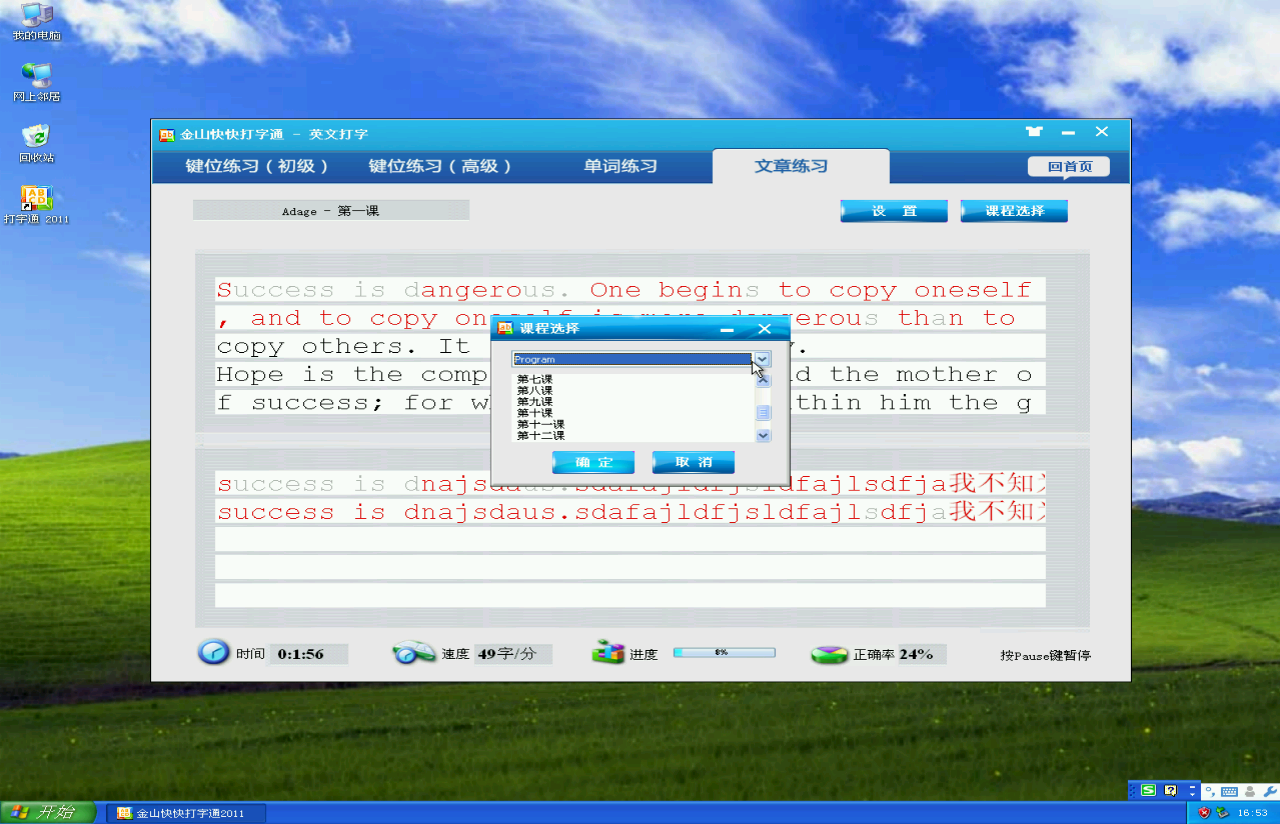 我的电脑
网上邻居
回收站
打字通 2011
金山快快打字通 - 英文打字
键位练习(初级)
键位练习(高级)
单词练习
文章练习
回首页
Adage - 第一课
设 置
课程选择
Success is dangerous. One begins to copy oneself
, and to copy oneself is more dangerous than to
copy others. It
Hope is the comp
d the mother o
f success; for wh
thin him the g
课程选择
Program
第七课
第八课
第九课
第十课
第十一课
第十二课
确 定
取 消
success is dnajsdaus.sdafajldfjsldfajlsdfja我不知
success is dnajsdaus.sdafajldfjsldfajlsdfja我不知
时间 0:1:56
速度 49字/分
进度 8%
正确率 24%
按Pause键暂停
开始
金山快快打字通2011
16:53